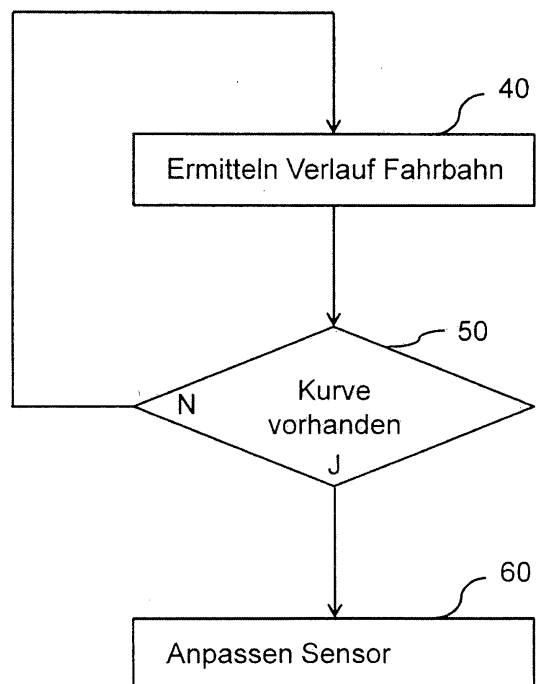 40
Ermitteln Verlauf Fahrbahn
50
N
Kurve
vorhanden
J
60
Anpassen Sensor